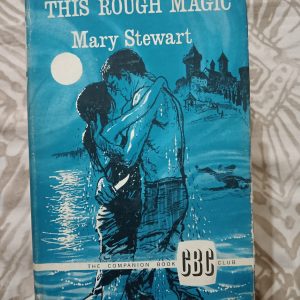 THIS ROUGH MAGIC
Mary Stewart
THE COMPANION BOOK CBC CLUB